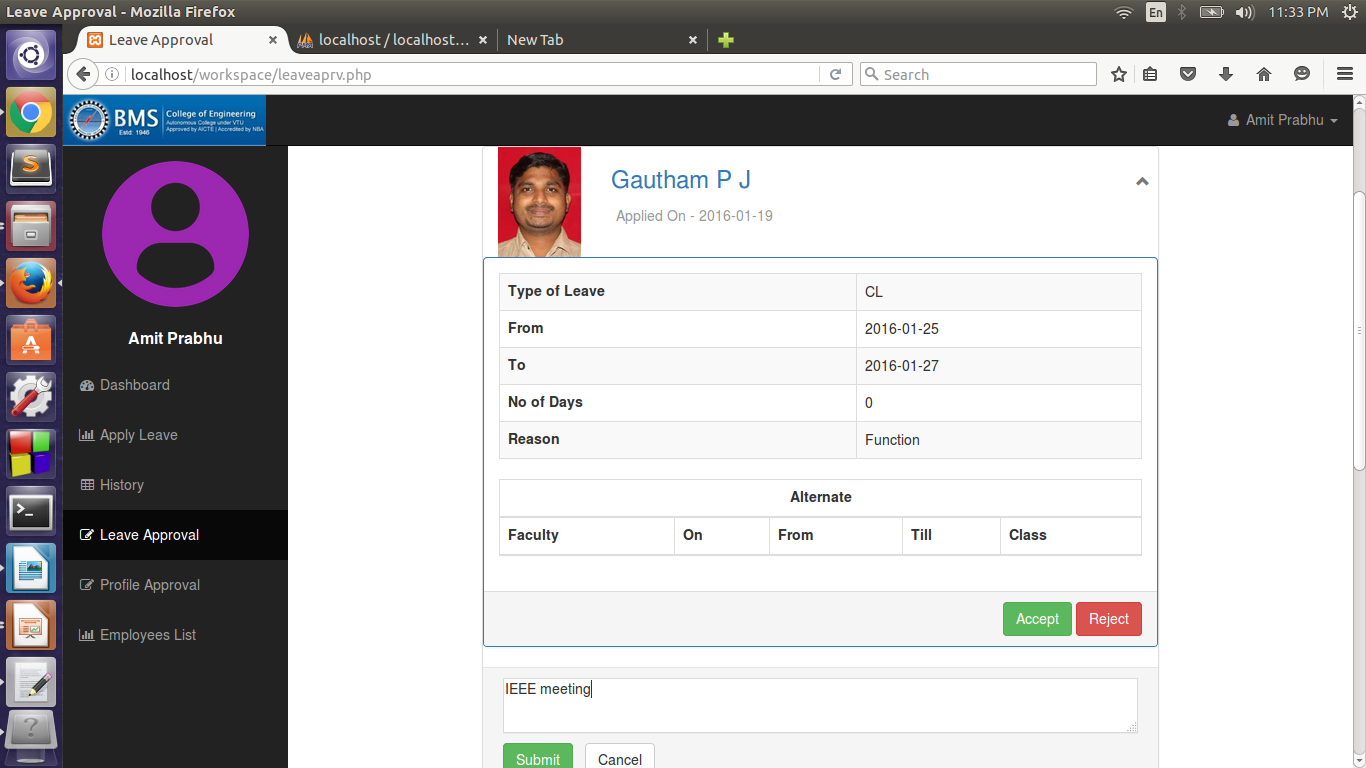 Leave Approval - Mozilla Firefox
En
11:33 PM
Leave Approval
localhost / localhost...
New Tab
localhost/workspace/leaveaprv.php
Search
BMS
Estd: 1946
College of Engineering
Autonomous College under VTU
Approved by AICTE | Accredited by NBA
Amit Prabhu
Amit Prabhu
Dashboard
Apply Leave
History
Leave Approval
Profile Approval
Employees List
Gautham P J
Applied On - 2016-01-19
Type of Leave CL
From 2016-01-25
To 2016-01-27
No of Days 0
Reason Function
Alternate
Faculty On From Till Class
Accept Reject
IEEE meeting
Submit Cancel